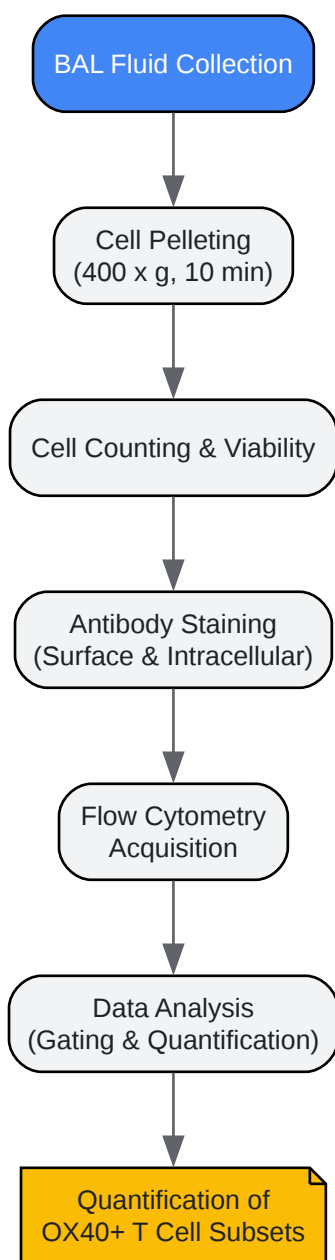 BAL Fluid Collection
Cell Pelleting
(400 x g, 10 min)
Cell Counting & Viability
Antibody Staining
(Surface & Intracellular)
Flow Cytometry
Acquisition
Data Analysis
(Gating & Quantification)
Quantification of
OX40+ T Cell Subsets